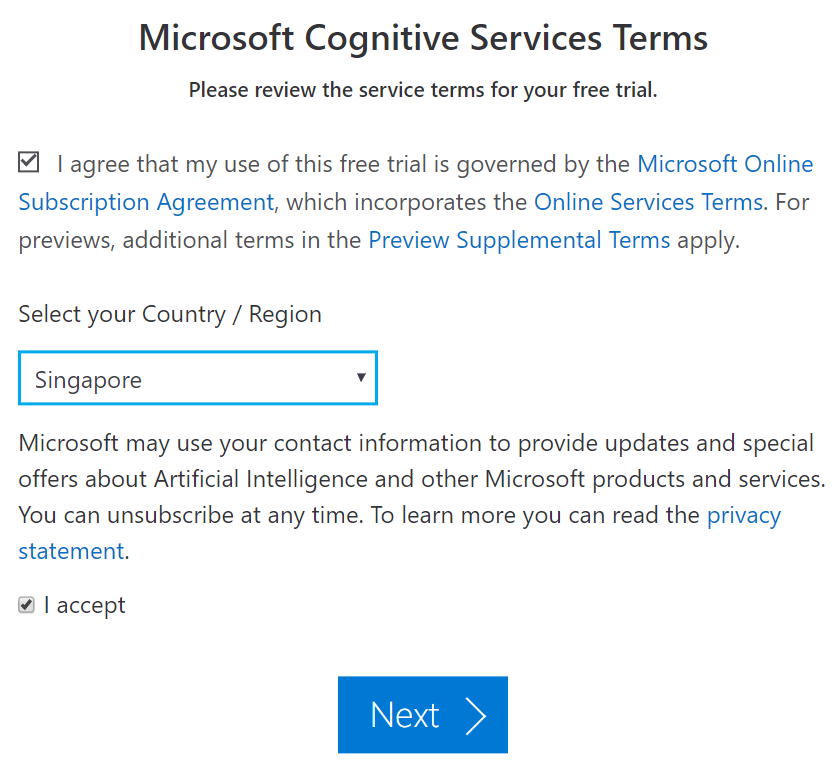 Microsoft Cognitive Services Terms
Please review the service terms for your free trial.
I agree that my use of this free trial is governed by the Microsoft Online
Subscription Agreement, which incorporates the Online Services Terms. For
previews, additional terms in the Preview Supplemental Terms apply.
Select your Country / Region
Singapore
Microsoft may use your contact information to provide updates and special
offers about Artificial Intelligence and other Microsoft products and services.
You can unsubscribe at any time. To learn more you can read the privacy
statement.
I accept
Next